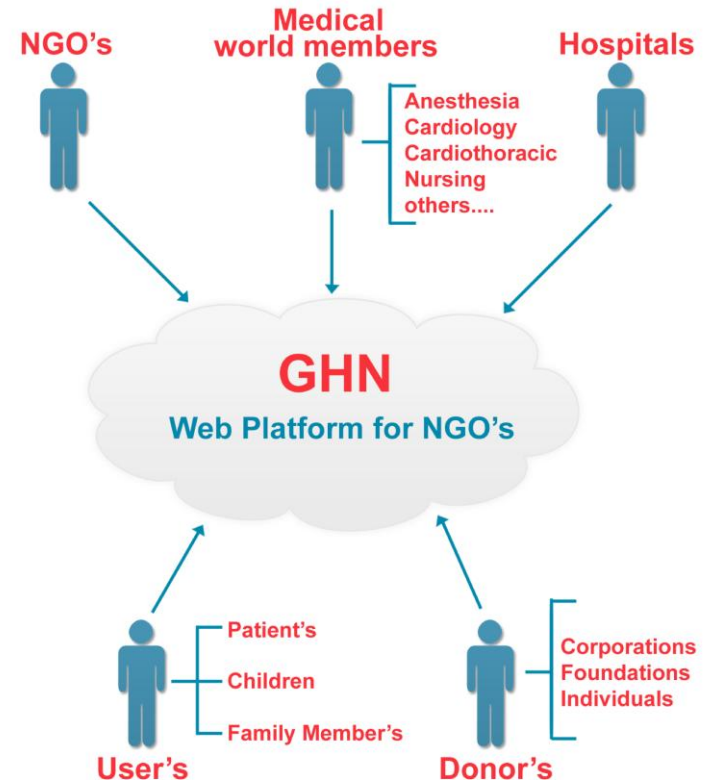 NGO's
Medical
world members
Hospitals
Anesthesia
Cardiology
Cardiothoracic
Nursing
others....
GHN
Web Platform for NGO's
Patient's
Children
Family Member's
User's
Corporations
Foundations
Individuals
Donor's